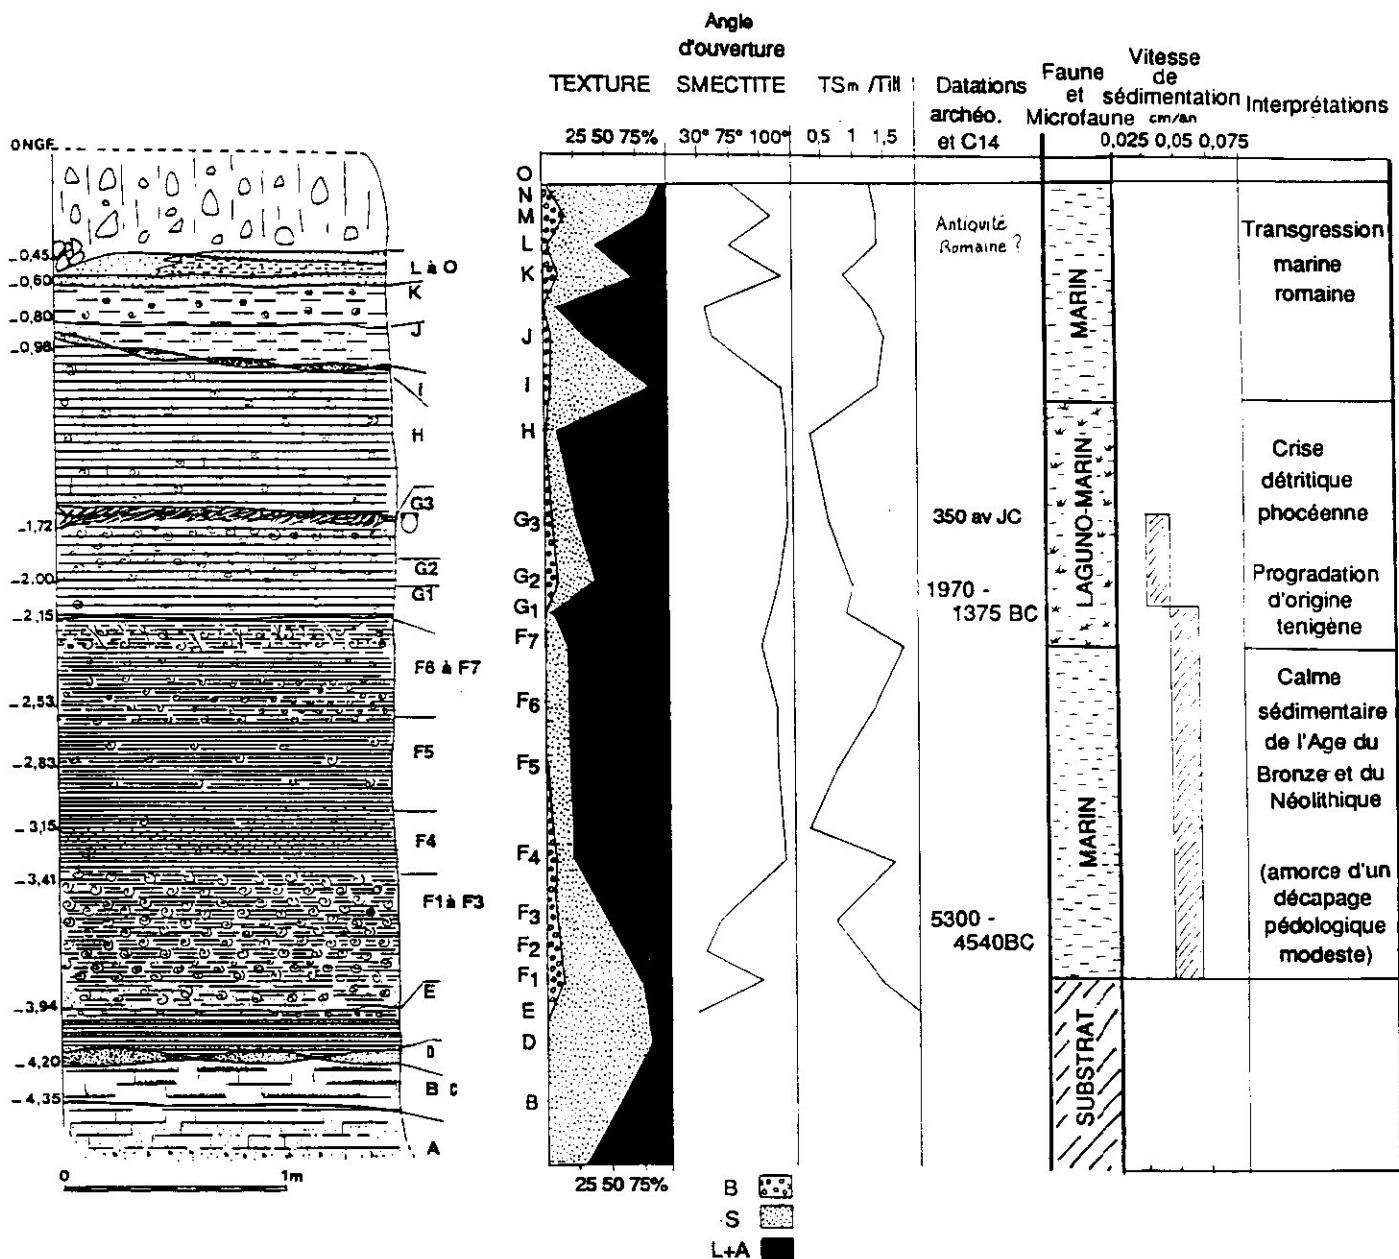 Angle
d'ouverture
TEXTURE
SMECTITE
TSm /Till
Datations
archéo.
et C14
Faune
et
Microfaune
Vitesse
de
sédimentation
cm/an
Interprétations
25 50 75%
30° 75° 100°
0,5 1 1,5
0,025 0,05 0,075
ONGF
-0,45
-0,60
-0,80
-0,98
-1,72
-2,00
-2,15
-2,53
-2,83
-3,15
-3,41
-3,94
-4,20
-4,35
L à O
K
J
I
H
G3
G2
G1
F6 à F7
F5
F4
F1 à F3
E
D
B C
A
0 1m
O
N
M
L
K
J
I
H
G3
G2
G1
F7
F6
F5
F4
F3
F2
F1
E
D
B
25 50 75%
B
S
L+A
Antiquité
Romaine ?
350 av JC
1970 -
1375 BC
5300 -
4540BC
MARIN
LAGUNO-MARIN
MARIN
SUBSTRAT
Transgression
marine
romaine
Crise
détritique
phocéenne
Progradation
d'origine
tenigène
Calme
sédimentaire
de l'Age du
Bronze et du
Néolithique
(amorce d'un
décapage
pédologique
modeste)